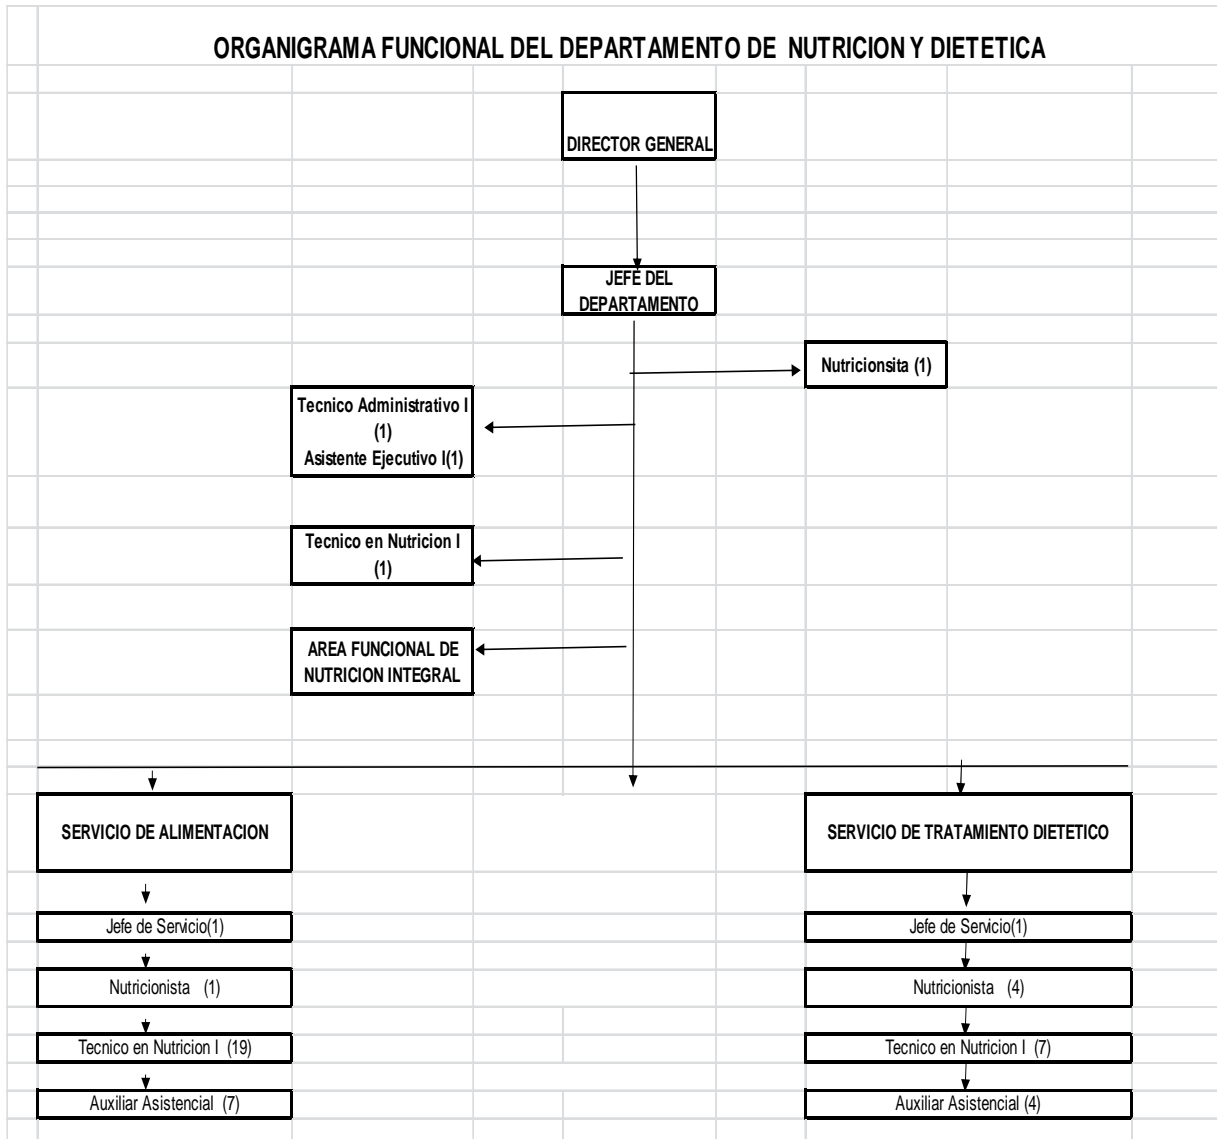 ORGANIGRAMA FUNCIONAL DEL DEPARTAMENTO DE NUTRICION Y DIETETICA
DIRECTOR GENERAL
JEFE DEL
DEPARTAMENTO
Nutricionsita (1)
Tecnico Administrativo I
(1)
Asistente Ejecutivo I(1)
Tecnico en Nutricion I
(1)
AREA FUNCIONAL DE
NUTRICION INTEGRAL
SERVICIO DE ALIMENTACION
Jefe de Servicio(1)
Nutricionista (1)
Tecnico en Nutricion I (19)
Auxiliar Asistencial (7)
SERVICIO DE TRATAMIENTO DIETETICO
Jefe de Servicio(1)
Nutricionista (4)
Tecnico en Nutricion I (7)
Auxiliar Asistencial (4)